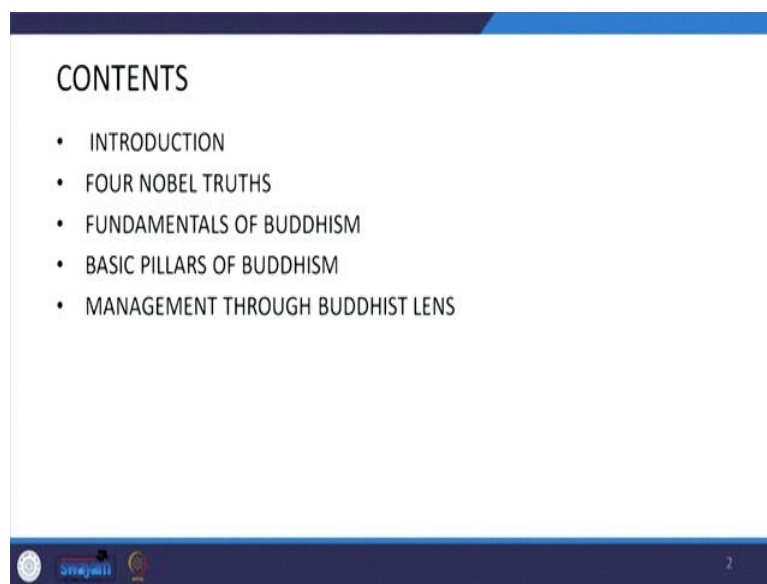 CONTENTS
• INTRODUCTION
• FOUR NOBEL TRUTHS
• FUNDAMENTALS OF BUDDHISM
• BASIC PILLARS OF BUDDHISM
• MANAGEMENT THROUGH BUDDHIST LENS
swayam
2